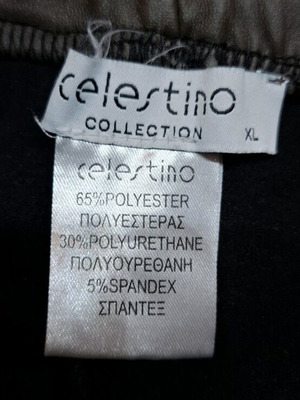 celestino
COLLECTION XL
celestino
65%POLYESTER
ΠΟΛΥΕΣΤΕΡΑΣ
30%POLYURETHANE
ΠΟΛΥΟΥΡΕΘΑΝΗ
5%SPANDEX
ΣΠΑΝΤΕΞ